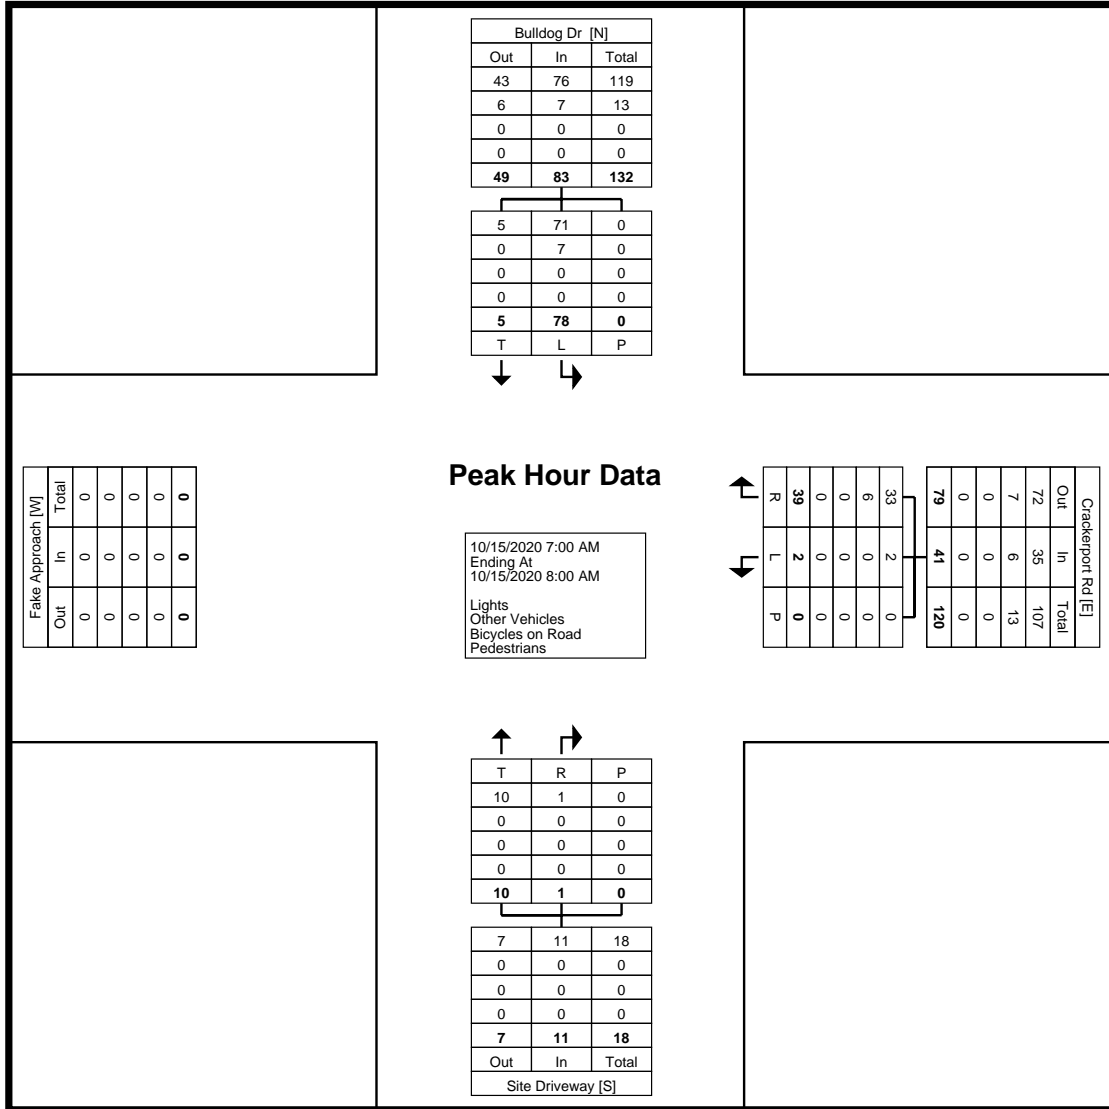 Bulldog Dr [N]
Out In Total
43 76 119
6 7 13
0 0 0
0 0 0
49 83 132
5 71 0
0 7 0
0 0 0
0 0 0
5 78 0
T L P
Fake Approach [W]
Total 0 0 0 0 0
In 0 0 0 0 0
Out 0 0 0 0 0
Peak Hour Data
10/15/2020 7:00 AM
Ending At
10/15/2020 8:00 AM
Lights
Other Vehicles
Bicycles on Road
Pedestrians
R 39 0 0 6 33
L 2 0 0 0 2
P 0 0 0 0 0
Crackerport Rd [E]
Out In Total
72 35 107
7 6 13
0 0 0
0 0 0
79 41 120
T R P
10 1 0
0 0 0
0 0 0
0 0 0
10 1 0
7 11 18
0 0 0
0 0 0
0 0 0
7 11 18
Out In Total
Site Driveway [S]